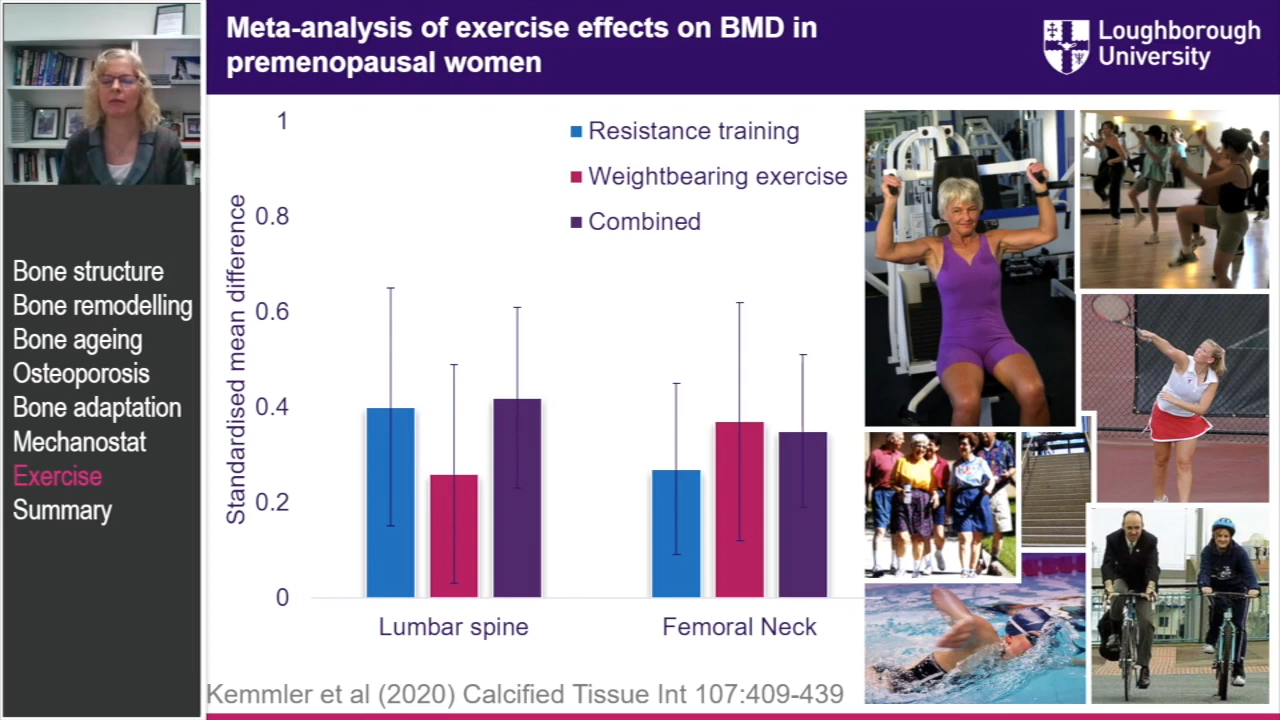 Meta-analysis of exercise effects on BMD in
premenopausal women
Loughborough
University
Bone structure
Bone remodelling
Bone ageing
Osteoporosis
Bone adaptation
Mechanostat
Exercise
Summary
Standardised mean difference
1
0.8
0.6
0.4
0.2
0
Resistance training
Weightbearing exercise
Combined
Lumbar spine
Femoral Neck
Kemmler et al (2020) Calcified Tissue Int 107:409-439